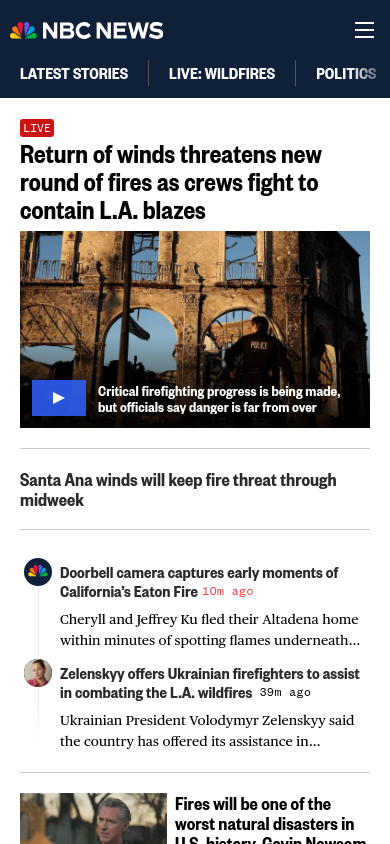 NBC NEWS
LATEST STORIES
LIVE: WILDFIRES
POLITICS
LIVE
Return of winds threatens new
round of fires as crews fight to
contain L.A. blazes
POLICE
Critical firefighting progress is being made,
but officials say danger is far from over
Santa Ana winds will keep fire threat through
midweek
Doorbell camera captures early moments of
California's Eaton Fire 10m ago
Cheryll and Jeffrey Ku fled their Altadena home
within minutes of spotting flames underneath...
Zelenskyy offers Ukrainian firefighters to assist
in combating the L.A. wildfires 39m ago
Ukrainian President Volodymyr Zelenskyy said
the country has offered its assistance in...
Fires will be one of the
worst natural disasters in
U.S. history, Gavin Newsom